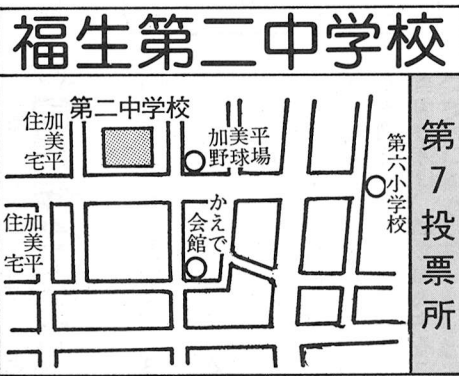 福生第二中学校
第7投票所
第二中学校
加美平
住宅
加美平
野球場
第六小学校
加美平
住宅
かえで
会館